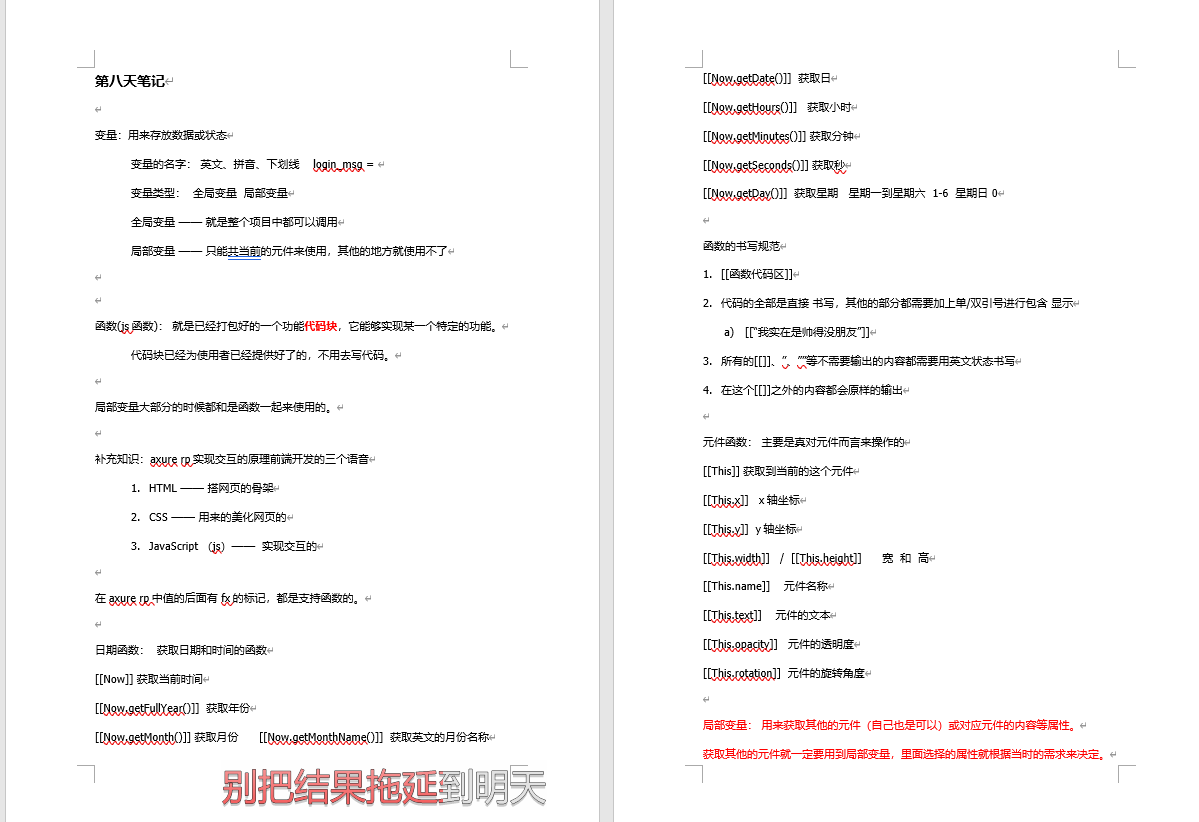 第八天笔记
变量：用来存放数据或状态
变量的名字： 英文、拼音、下划线 login_msg =
变量类型： 全局变量 局部变量
全局变量 —— 就是整个项目中都可以调用
局部变量 —— 只能共当前的元件来使用，其他的地方就使用不了
函数(js 函数)： 就是已经打包好的一个功能代码块，它能够实现某一个特定的功能。
代码块已经为使用者已经提供好了的，不用去写代码。
局部变量大部分的时候都和是函数一起来使用的。
补充知识：axure rp 实现交互的原理前端开发的三个语音
1. HTML —— 搭网页的骨架
2. CSS —— 用来的美化网页的
3. JavaScript （js）—— 实现交互的
在 axure rp 中值的后面有 fx 的标记，都是支持函数的。
日期函数： 获取日期和时间的函数
[[Now]] 获取当前时间
[[Now.getFullYear()]] 获取年份
[[Now.getMonth()]] 获取月份 [[Now.getMonthName()]] 获取英文的月份名称
[[Now.getDate()]] 获取日
[[Now.getHours()]] 获取小时
[[Now.getMinutes()]] 获取分钟
[[Now.getSeconds()]] 获取秒
[[Now.getDay()]] 获取星期 星期一到星期六 1-6 星期日 0
函数的书写规范
1. [[函数代码区]]
2. 代码的全部是直接 书写，其他的部分都需要加上单/双引号进行包含 显示
a) [["我实在是帅得没朋友"]]
3. 所有的[[]]、''、""等不需要输出的内容都需要用英文状态书写
4. 在这个[[]]之外的内容都会原样的输出
元件函数： 主要是真对元件而言来操作的
[[This]] 获取到当前的这个元件
[[This.x]] x 轴坐标
[[This.y]] y 轴坐标
[[This.width]] / [[This.height]] 宽 和 高
[[This.name]] 元件名称
[[This.text]] 元件的文本
[[This.opacity]] 元件的透明度
[[This.rotation]] 元件的旋转角度
局部变量： 用来获取其他的元件（自己也是可以）或对应元件的内容等属性。
获取其他的元件就一定要用到局部变量，里面选择的属性就根据当时的需求来决定。
别把结果拖延到明天